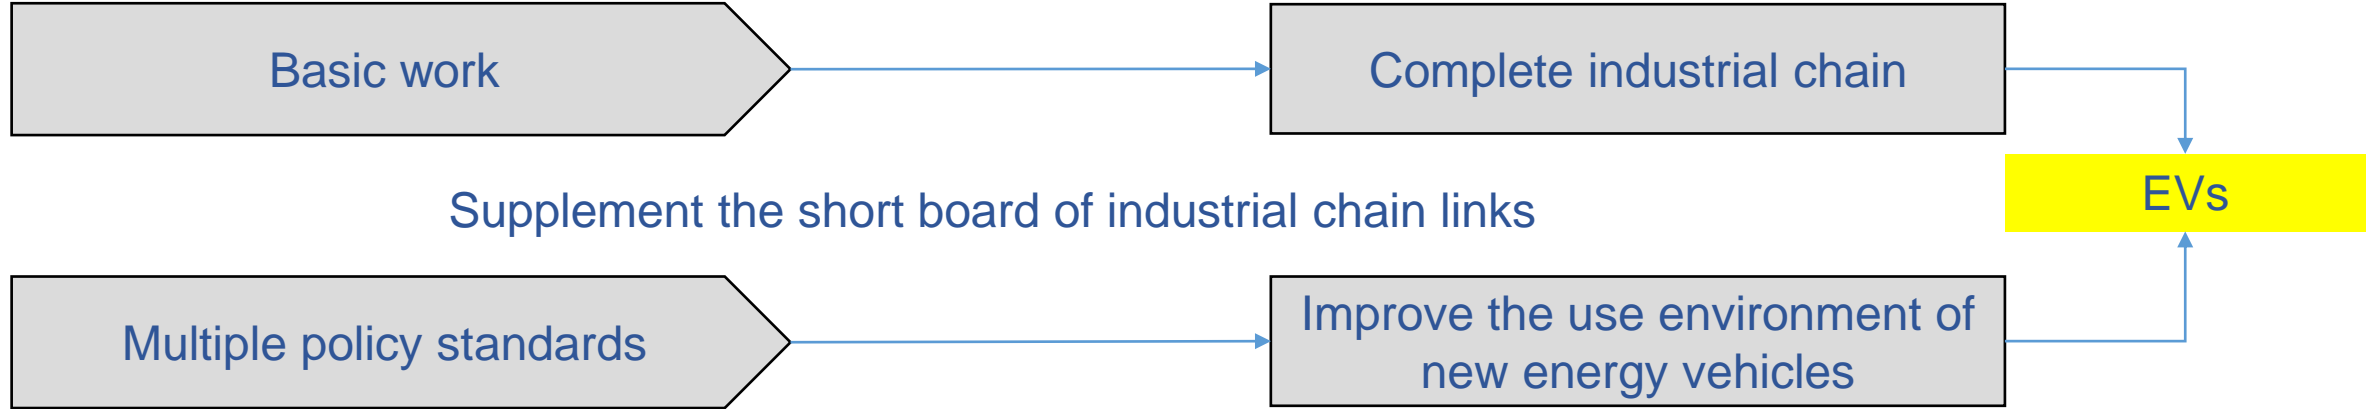 Basic work
Complete industrial chain
EVs
Supplement the short board of industrial chain links
Multiple policy standards
Improve the use environment of
new energy vehicles